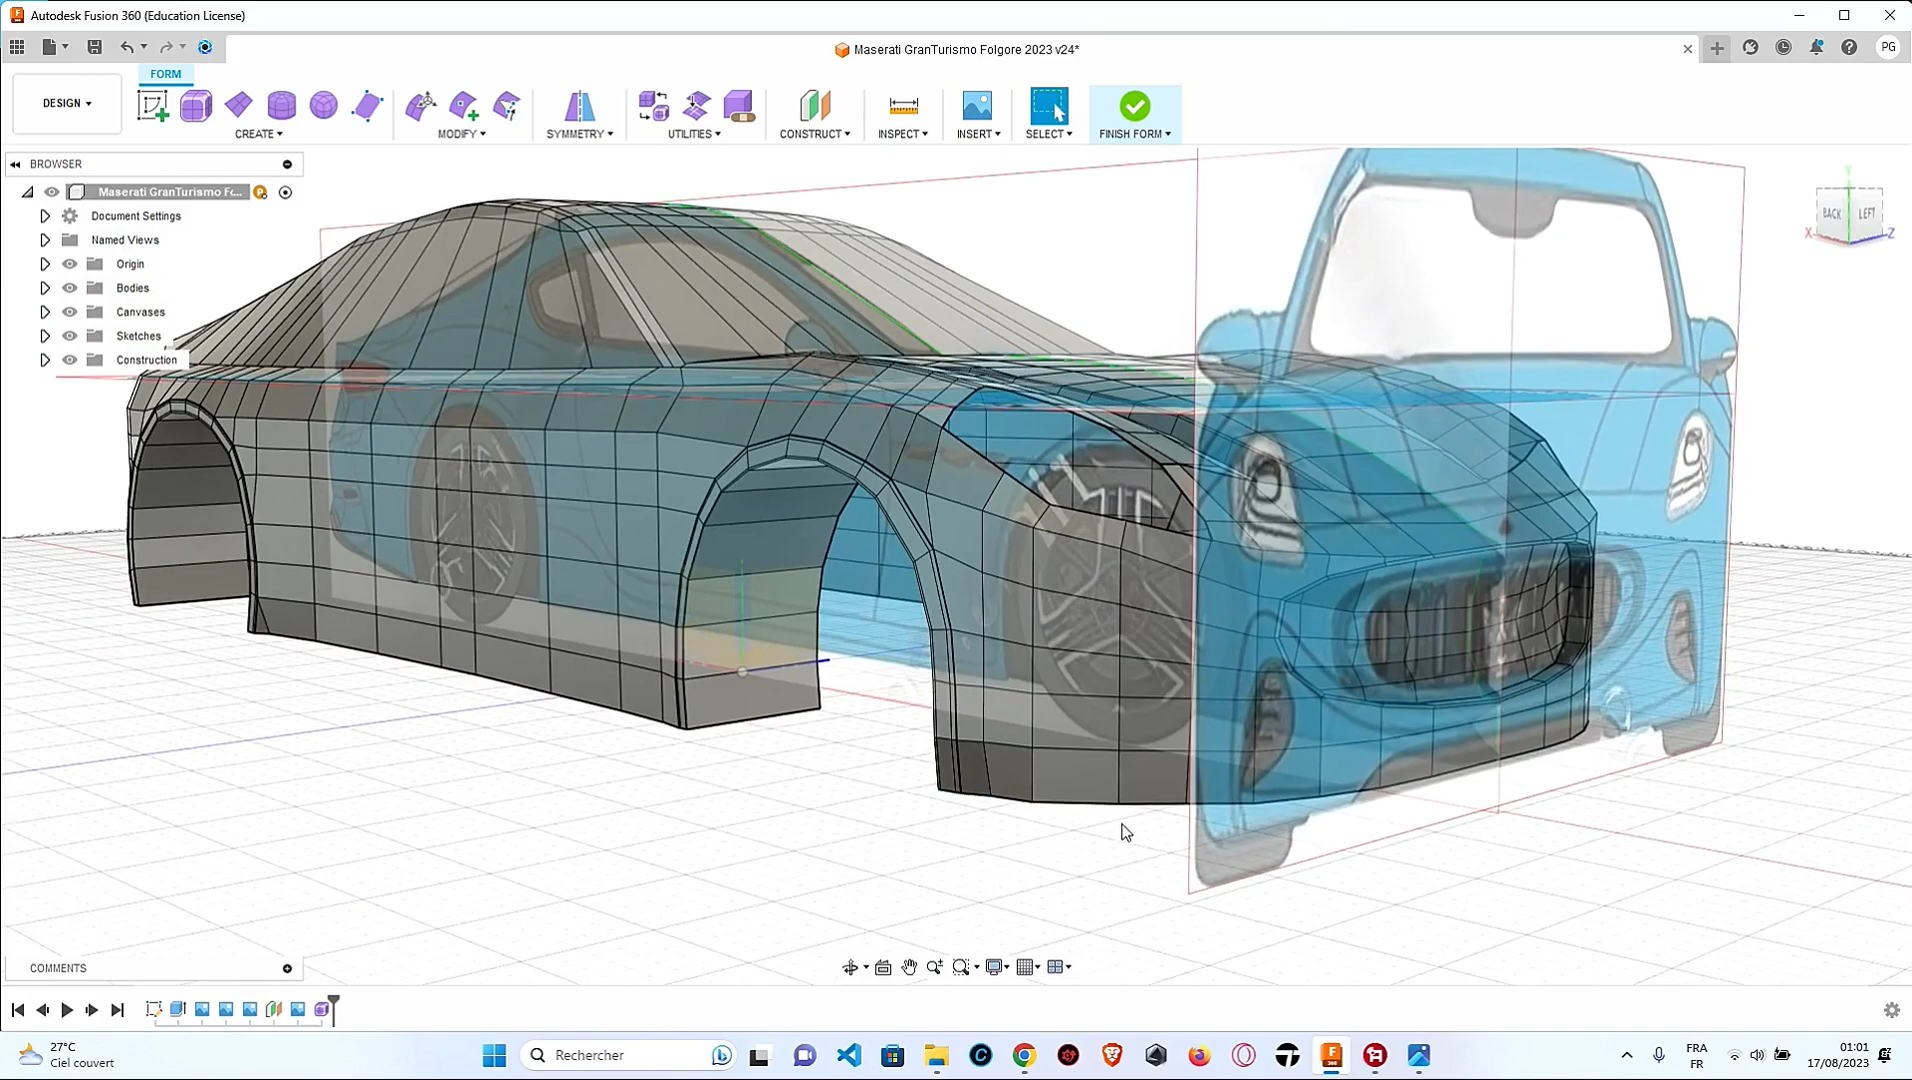 Autodesk Fusion 360 (Education License)
Maserati GranTurismo Folgore 2023 v24*
PG
FORM
DESIGN
CREATE
MODIFY
SYMMETRY
UTILITIES
CONSTRUCT
INSPECT
INSERT
SELECT
FINISH FORM
BROWSER
Maserati GranTurismo F...
Document Settings
Named Views
Origin
Bodies
Canvases
Sketches
Construction
Y
BACK
LEFT
X
Z
COMMENTS
27°C
Ciel couvert
Rechercher
FRA
FR
01:01
17/08/2023